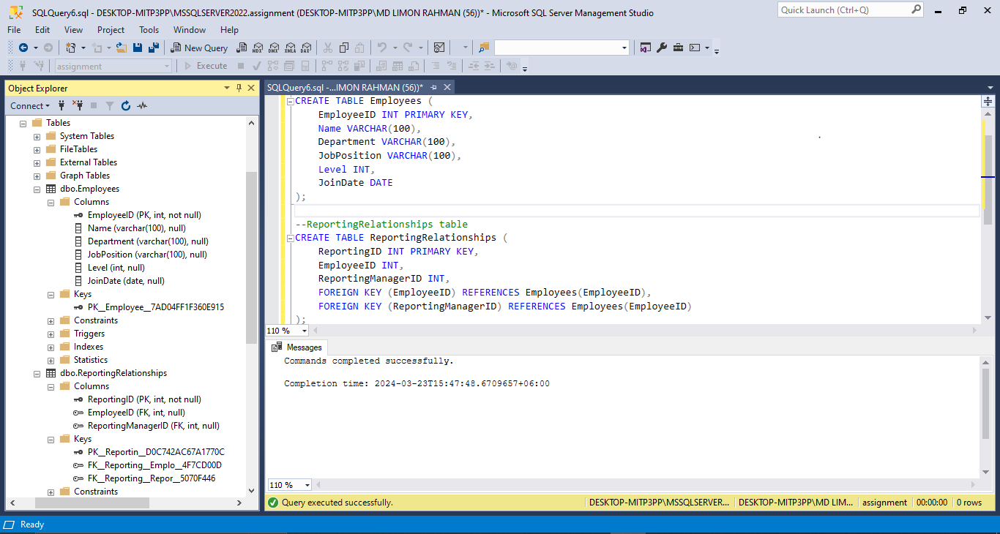 SQLQuery6.sql - DESKTOP-MITP3PP\MSSQLSERVER2022.assignment (DESKTOP-MITP3PP\MD LIMON RAHMAN (56))* - Microsoft SQL Server Management Studio
Quick Launch (Ctrl+Q)
File Edit View Project Tools Window Help
New Query MDX DMX XMLA DAX
assignment Execute
Object Explorer
Connect
Tables
System Tables
FileTables
External Tables
Graph Tables
dbo.Employees
Columns
EmployeeID (PK, int, not null)
Name (varchar(100), null)
Department (varchar(100), null)
JobPosition (varchar(100), null)
Level (int, null)
JoinDate (date, null)
Keys
PK__Employee__7AD04FF1F360E915
Constraints
Triggers
Indexes
Statistics
dbo.ReportingRelationships
Columns
ReportingID (PK, int, not null)
EmployeeID (FK, int, null)
ReportingManagerID (FK, int, null)
Keys
PK__Reportin__D0C742AC67A1770C
FK__Reporting__Emplo__4F7CD00D
FK__Reporting__Repor__5070F446
Constraints
SQLQuery6.sql -...IMON RAHMAN (56))*
CREATE TABLE Employees (
EmployeeID INT PRIMARY KEY,
Name VARCHAR(100),
Department VARCHAR(100),
JobPosition VARCHAR(100),
Level INT,
JoinDate DATE
);
--ReportingRelationships table
CREATE TABLE ReportingRelationships (
ReportingID INT PRIMARY KEY,
EmployeeID INT,
ReportingManagerID INT,
FOREIGN KEY (EmployeeID) REFERENCES Employees(EmployeeID),
FOREIGN KEY (ReportingManagerID) REFERENCES Employees(EmployeeID)
);
110 %
Messages
Commands completed successfully.
Completion time: 2024-03-23T15:47:48.6709657+06:00
110 %
Query executed successfully. DESKTOP-MITP3PP\MSSQLSERVER... DESKTOP-MITP3PP\MD LIM... assignment 00:00:00 0 rows
Ready